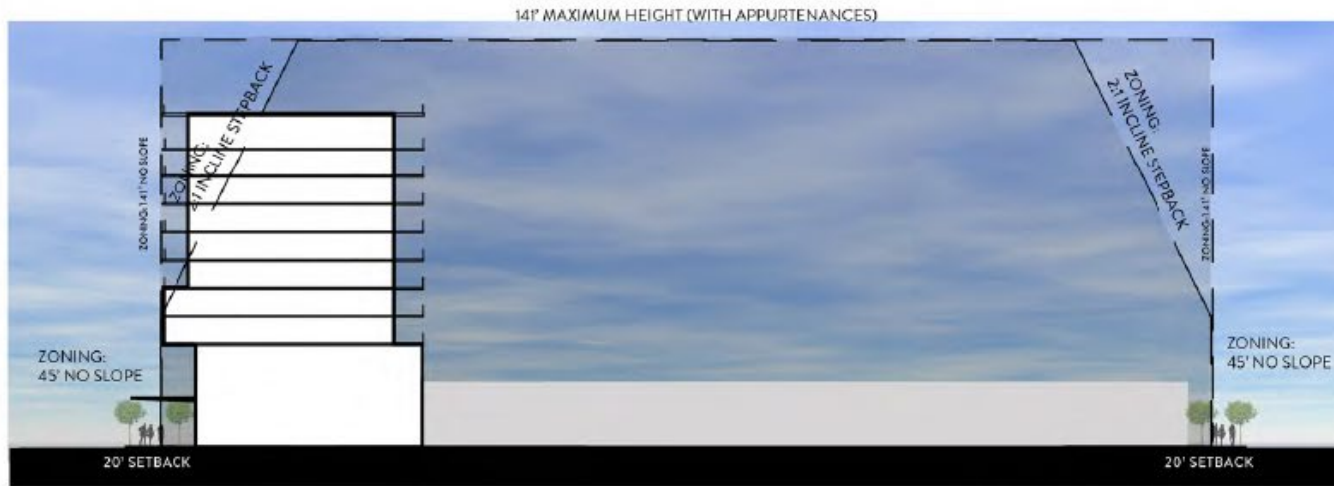 141' MAXIMUM HEIGHT (WITH APPURTENANCES)
ZONING: 141' NO SLOPE
ZONING:
2:1 INCLINE STEPBACK
ZONING:
2:1 INCLINE STEPBACK
ZONING: 141' NO SLOPE
ZONING:
45' NO SLOPE
ZONING:
45' NO SLOPE
20' SETBACK
20' SETBACK